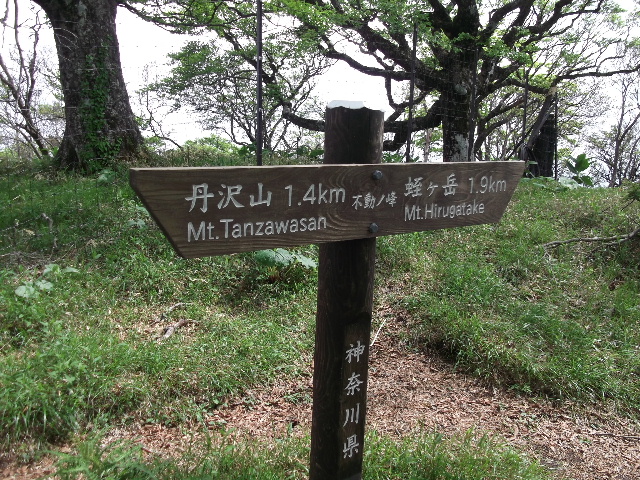 丹沢山 1.4km
Mt.Tanzawasan
不動ノ峰
蛭ヶ岳 1.9km
Mt.Hirugatake
神奈川県